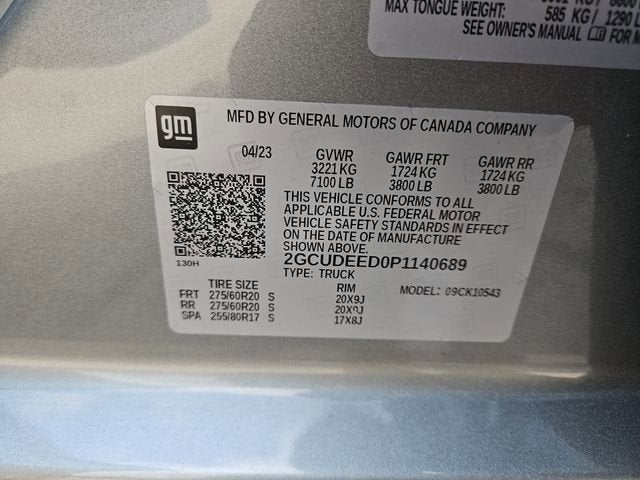 MAX TONGUE WEIGHT:
585 KG / 1290
SEE OWNER'S MANUAL FOR M
gm
MFD BY GENERAL MOTORS OF CANADA COMPANY
04/23 GVWR GAWR FRT GAWR RR
3221 KG 1724 KG 1724 KG
7100 LB 3800 LB 3800 LB
THIS VEHICLE CONFORMS TO ALL
APPLICABLE U.S. FEDERAL MOTOR
VEHICLE SAFETY STANDARDS IN EFFECT
ON THE DATE OF MANUFACTURE
SHOWN ABOVE.
130H
2GCUDEED0P1140689
TYPE: TRUCK
TIRE SIZE RIM MODEL: 09CK10543
FRT 275/60R20 S 20X9J
RR 275/60R20 S 20X9J
SPA 255/80R17 S 17X8J